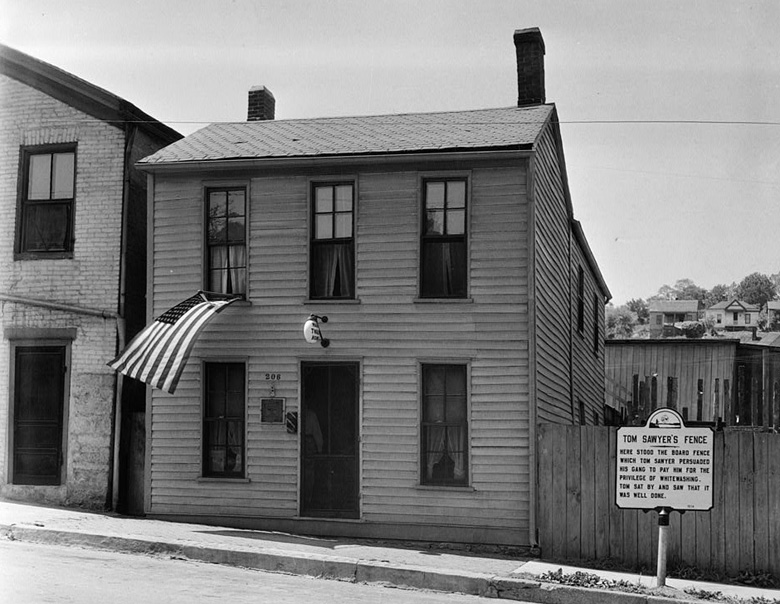 208
TOM SAWYER'S FENCE
HERE STOOD THE BOARD FENCE
WHICH TOM SAWYER PERSUADED
HIS GANG TO PAY HIM FOR THE
PRIVILEGE OF WHITEWASHING.
TOM SAT BY AND SAW THAT IT
WAS WELL DONE.